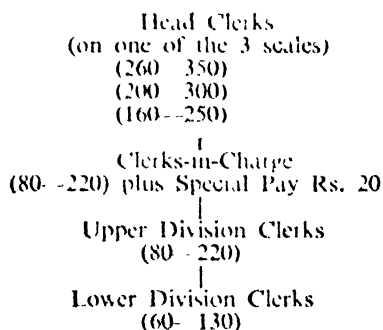 Head Clerks
(on one of the 3 scales)
(260 350)
(200 300)
(160--250)
Clerks-in-Charge
(80- -220) plus Special Pay Rs. 20
Upper Division Clerks
(80 -220)
Lower Division Clerks
(60- 130)